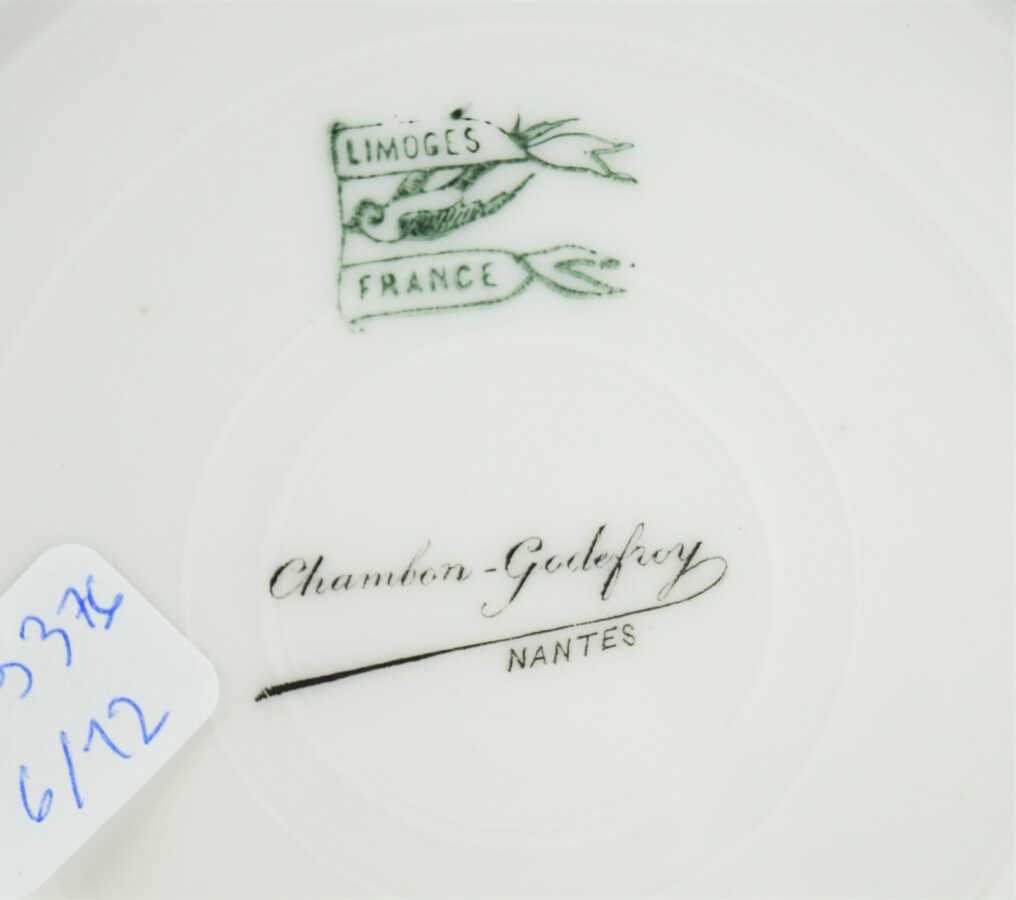 LIMOGES
FRANCE
Chambon-Godefroy
NANTES
6/12